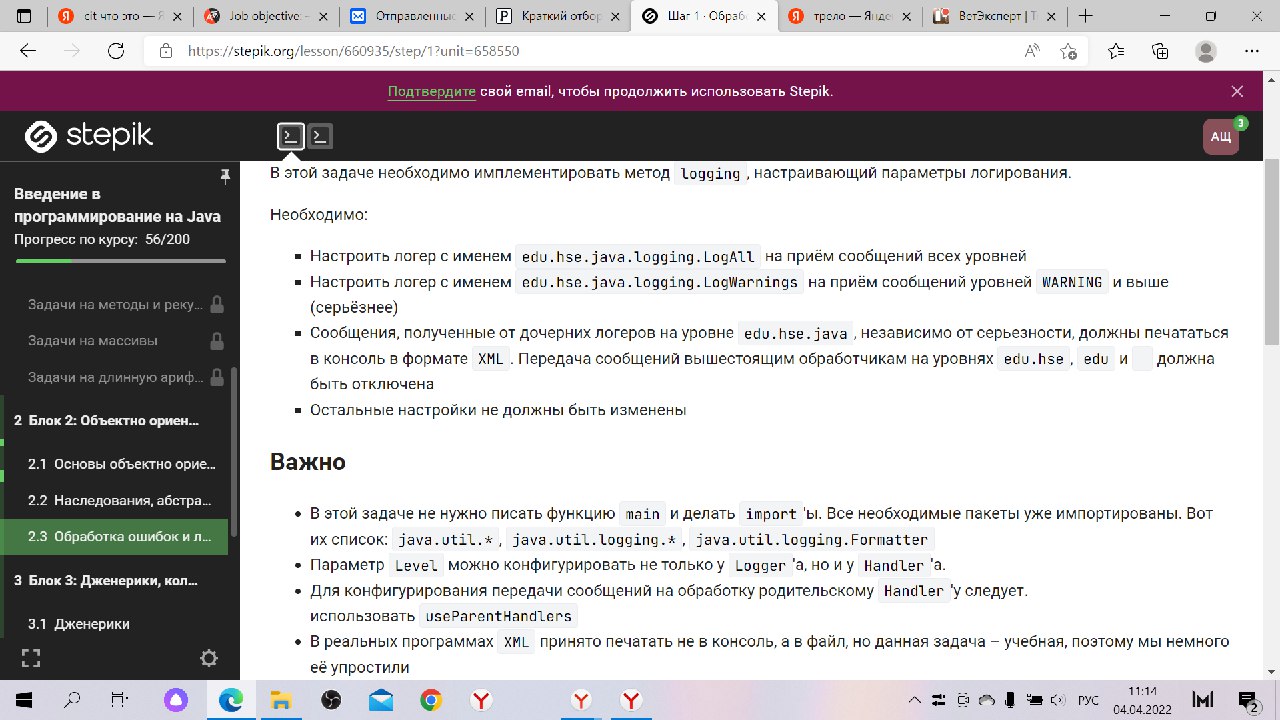 что это — Я
Job objective -
Отправленные
Краткий отбор
Шаг 1 · Обраб
трело — Янде
ВетЭксперт | Т
https://stepik.org/lesson/660935/step/1?unit=658550
Подтвердите свой email, чтобы продолжить использовать Stepik.
stepik
АЩ
3
Введение в
программирование на Java
Прогресс по курсу: 56/200
Задачи на методы и реку...
Задачи на массивы
Задачи на длинную ариф...
2 Блок 2: Объектно ориен...
2.1 Основы объектно орие...
2.2 Наследования, абстра...
2.3 Обработка ошибок и л...
3 Блок 3: Дженерики, кол...
3.1 Дженерики
В этой задаче необходимо имплементировать метод logging, настраивающий параметры логирования.
Необходимо:
Настроить логер с именем edu.hse.java.logging.LogAll на приём сообщений всех уровней
Настроить логер с именем edu.hse.java.logging.LogWarnings на приём сообщений уровней WARNING и выше
(серьёзнее)
Сообщения, полученные от дочерних логеров на уровне edu.hse.java, независимо от серьезности, должны печататься
в консоль в формате XML. Передача сообщений вышестоящим обработчикам на уровнях edu.hse, edu и должна
быть отключена
Остальные настройки не должны быть изменены
Важно
В этой задаче не нужно писать функцию main и делать import'ы. Все необходимые пакеты уже импортированы. Вот
их список: java.util.*, java.util.logging.*, java.util.logging.Formatter
Параметр Level можно конфигурировать не только у Logger'а, но и у Handler'а.
Для конфигурирования передачи сообщений на обработку родительскому Handler'у следует.
использовать useParentHandlers
В реальных программах XML принято печатать не в консоль, а в файл, но данная задача – учебная, поэтому мы немного
её упростили
РУС
11:14
04.04.2022
2